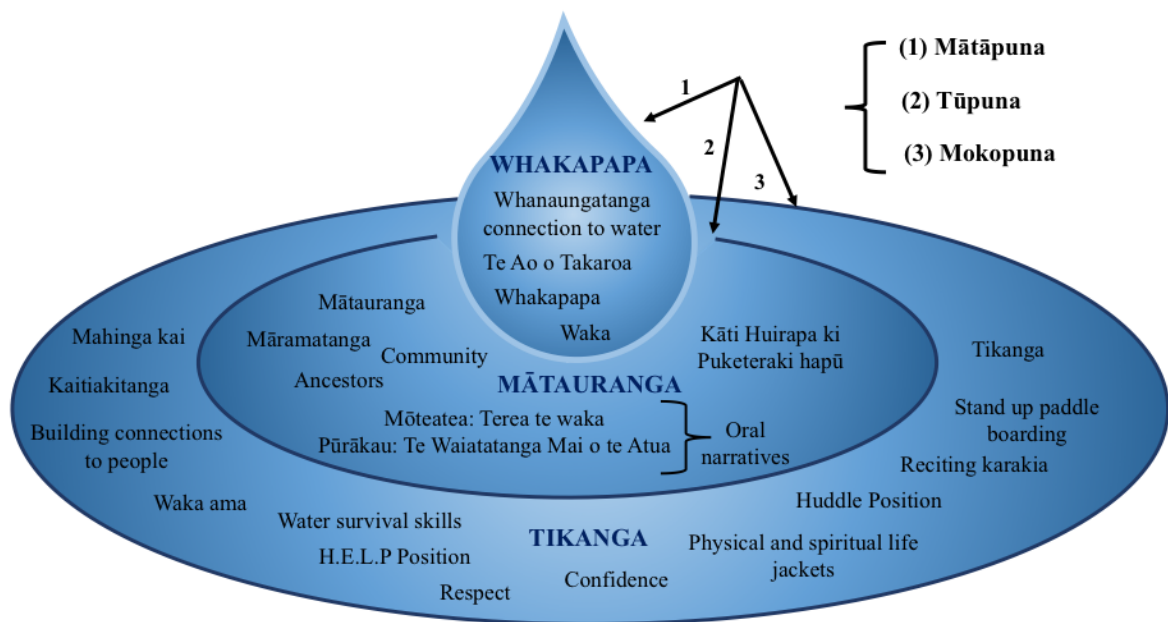 (1) Mātāpuna
(2) Tūpuna
(3) Mokopuna
1
2
3
WHAKAPAPA
Whanaungatanga
connection to water
Te Ao o Takaroa
Whakapapa
Waka
Mātauranga
Māramatanga
Community
Ancestors
Kāti Huirapa ki
Puketeraki hapū
MĀTAURANGA
Mōteatea: Terea te waka
Pūrākau: Te Waiatatanga Mai o te Atua
Oral
narratives
Mahinga kai
Kaitiakitanga
Building connections
to people
Waka ama
Water survival skills
H.E.L.P Position
Respect
TIKANGA
Confidence
Tikanga
Stand up paddle
boarding
Reciting karakia
Huddle Position
Physical and spiritual life
jackets